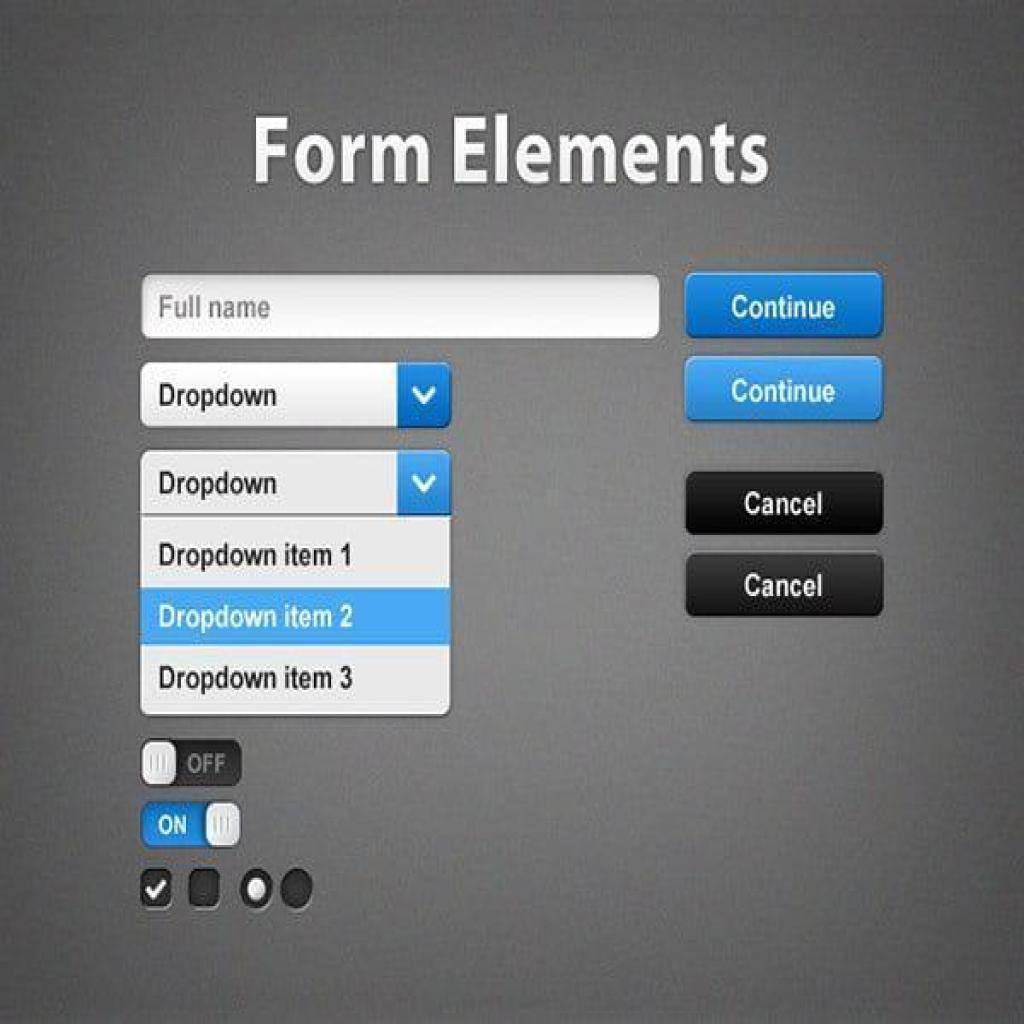 Form Elements
Full name
Continue
Dropdown
Continue
Dropdown
Cancel
Dropdown item 1
Cancel
Dropdown item 2
Dropdown item 3
OFF
ON